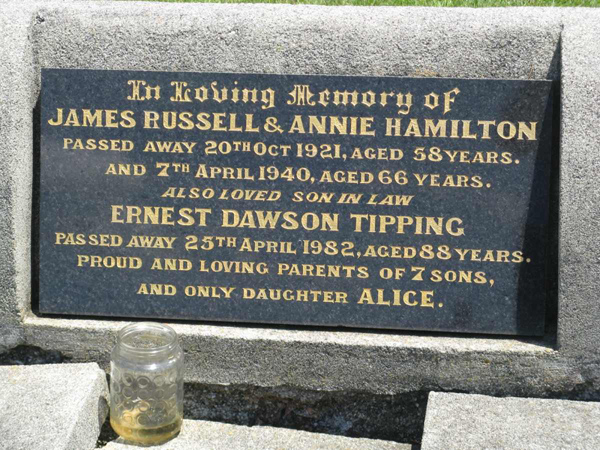 In Loving Memory of
JAMES RUSSELL & ANNIE HAMILTON
PASSED AWAY 20TH OCT 1921, AGED 58 YEARS.
AND 7TH APRIL 1940, AGED 66 YEARS.
ALSO LOVED SON IN LAW
ERNEST DAWSON TIPPING
PASSED AWAY 25TH APRIL 1982, AGED 88 YEARS.
PROUD AND LOVING PARENTS OF 7 SONS,
AND ONLY DAUGHTER ALICE.